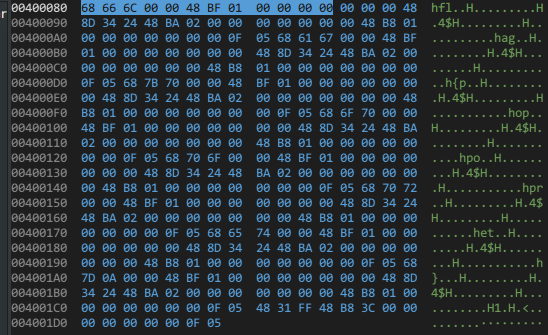 r
00400080 68 66 6C 00 00 48 BF 01 00 00 00 00 00 00 00 48 hfl..H.........H
00400090 8D 34 24 48 BA 02 00 00 00 00 00 00 00 48 B8 01 .4$H.........H..
004000A0 00 00 00 00 00 00 00 0F 05 68 61 67 00 00 48 BF .........hag..H.
004000B0 01 00 00 00 00 00 00 00 48 8D 34 24 48 BA 02 00 ........H.4$H...
004000C0 00 00 00 00 00 00 48 B8 01 00 00 00 00 00 00 00 ......H.........
004000D0 0F 05 68 7B 70 00 00 48 BF 01 00 00 00 00 00 00 ..h{p..H........
004000E0 00 48 8D 34 24 48 BA 02 00 00 00 00 00 00 00 48 .H.4$H.........H
004000F0 B8 01 00 00 00 00 00 00 00 0F 05 68 6F 70 00 00 ...........hop..
00400100 48 BF 01 00 00 00 00 00 00 00 48 8D 34 24 48 BA H.........H.4$H.
00400110 02 00 00 00 00 00 00 00 48 B8 01 00 00 00 00 00 ........H.......
00400120 00 00 0F 05 68 70 6F 00 00 48 BF 01 00 00 00 00 ....hpo..H......
00400130 00 00 00 48 8D 34 24 48 BA 02 00 00 00 00 00 00 ...H.4$H........
00400140 00 48 B8 01 00 00 00 00 00 00 00 0F 05 68 70 72 .H...........hpr
00400150 00 00 48 BF 01 00 00 00 00 00 00 00 48 8D 34 24 ..H.........H.4$
00400160 48 BA 02 00 00 00 00 00 00 00 48 B8 01 00 00 00 H.........H.....
00400170 00 00 00 00 0F 05 68 65 74 00 00 48 BF 01 00 00 ......het..H....
00400180 00 00 00 00 00 48 8D 34 24 48 BA 02 00 00 00 00 .....H.4$H......
00400190 00 00 00 48 B8 01 00 00 00 00 00 00 00 0F 05 68 ...H...........h
004001A0 7D 0A 00 00 48 BF 01 00 00 00 00 00 00 00 48 8D }...H.........H.
004001B0 34 24 48 BA 02 00 00 00 00 00 00 00 48 B8 01 00 4$H.........H...
004001C0 00 00 00 00 00 00 0F 05 48 31 FF 48 B8 3C 00 00 ........H1.H.<..
004001D0 00 00 00 00 00 0F 05 .......